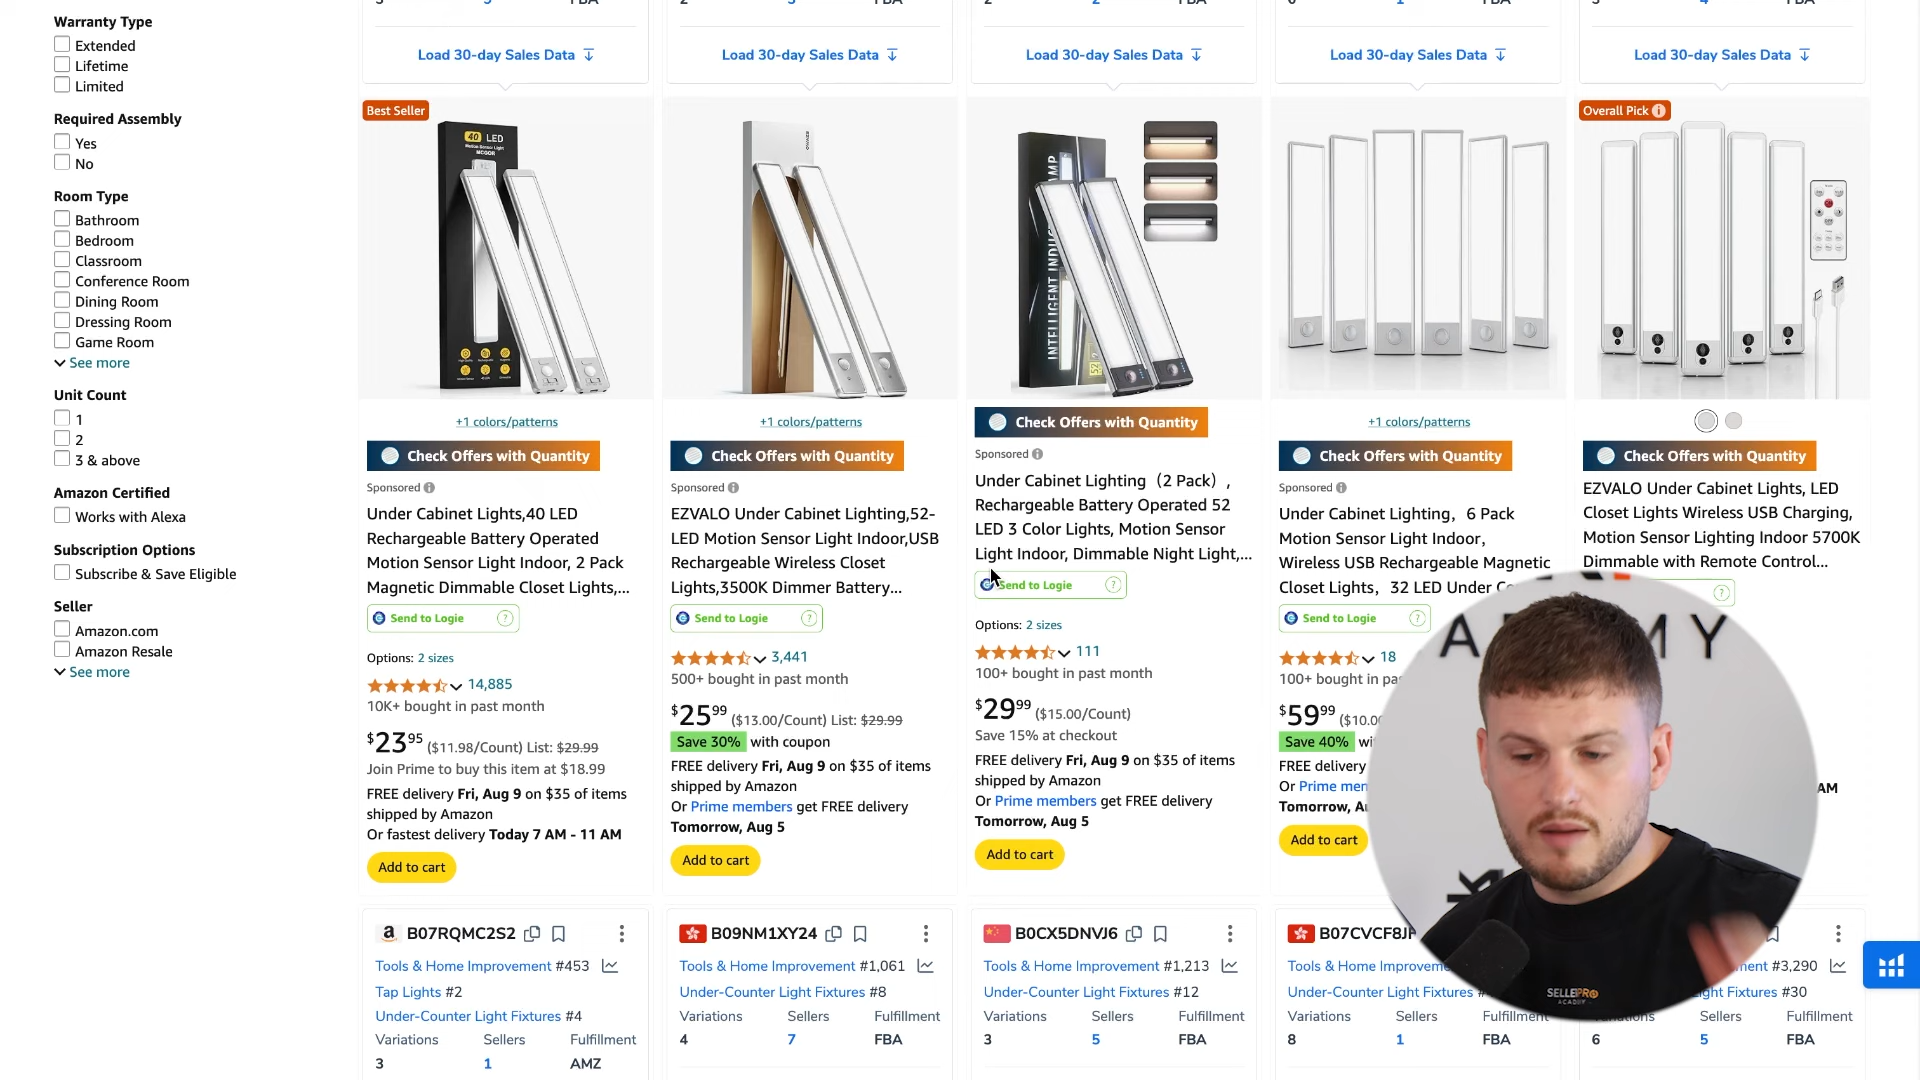 Warranty Type
Extended
Lifetime
Limited
Required Assembly
Yes
No
Room Type
Bathroom
Bedroom
Classroom
Conference Room
Dining Room
Dressing Room
Game Room
See more
Unit Count
1
2
3 & above
Amazon Certified
Works with Alexa
Subscription Options
Subscribe & Save Eligible
Seller
Amazon.com
Amazon Resale
See more
Load 30-day Sales Data
Best Seller
40 LED
Motion Sensor Light
MCGOR
+1 colors/patterns
Check Offers with Quantity
Sponsored
Under Cabinet Lights,40 LED
Rechargeable Battery Operated
Motion Sensor Light Indoor, 2 Pack
Magnetic Dimmable Closet Lights,...
Send to Logie ?
Options: 2 sizes
14,885
10K+ bought in past month
$23.95 ($11.98/Count) List: $29.99
Join Prime to buy this item at $18.99
FREE delivery Fri, Aug 9 on $35 of items
shipped by Amazon
Or fastest delivery Today 7 AM - 11 AM
Add to cart
B07RQMC2S2
Tools & Home Improvement #453
Tap Lights #2
Under-Counter Light Fixtures #4
Variations Sellers Fulfillment
3 1 AMZ
Load 30-day Sales Data
EZVALO
+1 colors/patterns
Check Offers with Quantity
Sponsored
EZVALO Under Cabinet Lighting,52-
LED Motion Sensor Light Indoor,USB
Rechargeable Wireless Closet
Lights,3500K Dimmer Battery...
Send to Logie ?
3,441
500+ bought in past month
$25.99 ($13.00/Count) List: $29.99
Save 30% with coupon
FREE delivery Fri, Aug 9 on $35 of items
shipped by Amazon
Or Prime members get FREE delivery
Tomorrow, Aug 5
Add to cart
B09NM1XY24
Tools & Home Improvement #1,061
Under-Counter Light Fixtures #8
Variations Sellers Fulfillment
4 7 FBA
Load 30-day Sales Data
INTELLIGENT INDUC AMP
52
Check Offers with Quantity
Sponsored
Under Cabinet Lighting（2 Pack）,
Rechargeable Battery Operated 52
LED 3 Color Lights, Motion Sensor
Light Indoor, Dimmable Night Light,...
Send to Logie ?
Options: 2 sizes
111
100+ bought in past month
$29.99 ($15.00/Count)
Save 15% at checkout
FREE delivery Fri, Aug 9 on $35 of items
shipped by Amazon
Or Prime members get FREE delivery
Tomorrow, Aug 5
Add to cart
B0CX5DNVJ6
Tools & Home Improvement #1,213
Under-Counter Light Fixtures #12
Variations Sellers Fulfillment
3 5 FBA
Load 30-day Sales Data
+1 colors/patterns
Check Offers with Quantity
Sponsored
Under Cabinet Lighting，6 Pack
Motion Sensor Light Indoor，
Wireless USB Rechargeable Magnetic
Closet Lights，32 LED Under
Send to Logie ?
18
100+ bought in
$59.99 ($10.0
Save 40%
FREE delivery
Or Prime
Tomorrow,
Add to cart
B07CVCF8JF
Tools & Home Improveme
Under-Counter Light Fixtures
Variations Sellers Fulfillment
8 1 FBA
Load 30-day Sales Data
Overall Pick
Check Offers with Quantity
EZVALO Under Cabinet Lights, LED
Closet Lights Wireless USB Charging,
Motion Sensor Lighting Indoor 5700K
Dimmable with Remote Control...
?
AM
#3,290
#30
Sellers Fulfillment
6 5 FBA
A MY
SELLERPRO
ACADEMY